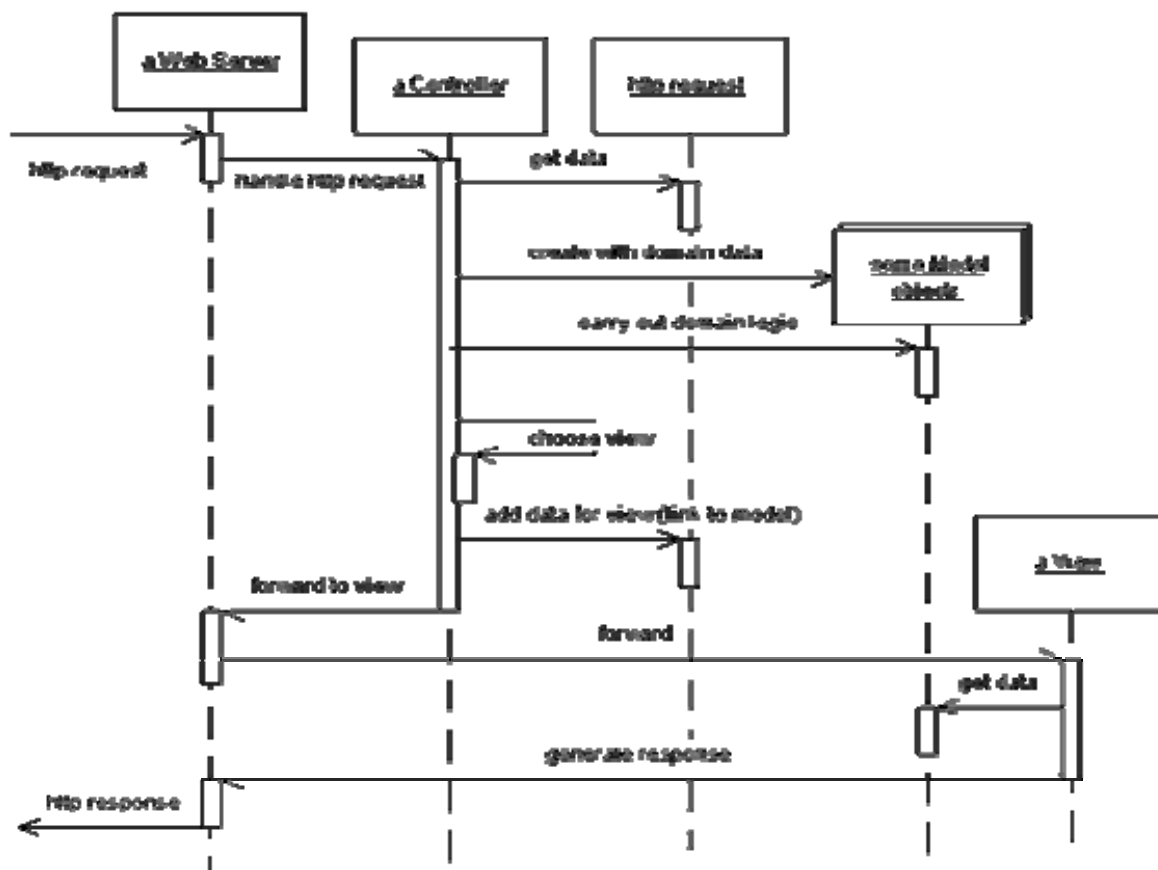 a Web Server
a Controller
http request
http request
handle http request
get data
create with domain data
some Model
objects
carry out domain logic
choose view
add data for view(link to model)
a View
forward to view
forward
get data
generate response
http response